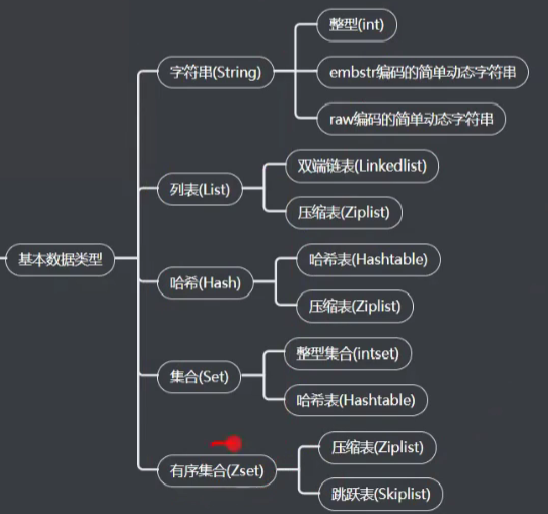 基本数据类型
字符串(String)
整型(int)
embstr编码的简单动态字符串
raw编码的简单动态字符串
列表(List)
双端链表(Linkedlist)
压缩表(Ziplist)
哈希(Hash)
哈希表(Hashtable)
压缩表(Ziplist)
集合(Set)
整型集合(intset)
哈希表(Hashtable)
有序集合(Zset)
压缩表(Ziplist)
跳跃表(Skiplist)